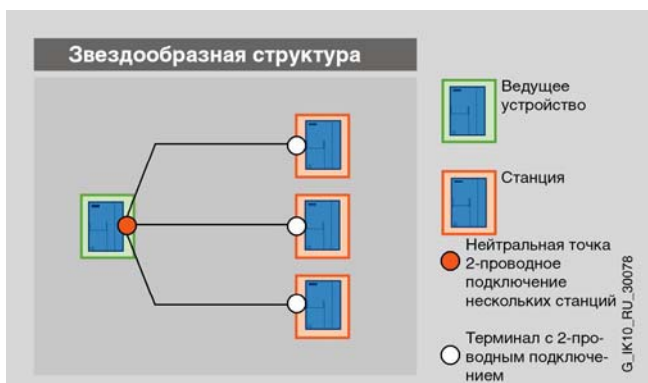 Звездообразная структура
Ведущее
устройство
Станция
Нейтральная точка
2-проводное
подключение
нескольких станций
Терминал с 2-про-
водным подключе-
нием
G_IK10_RU_30078